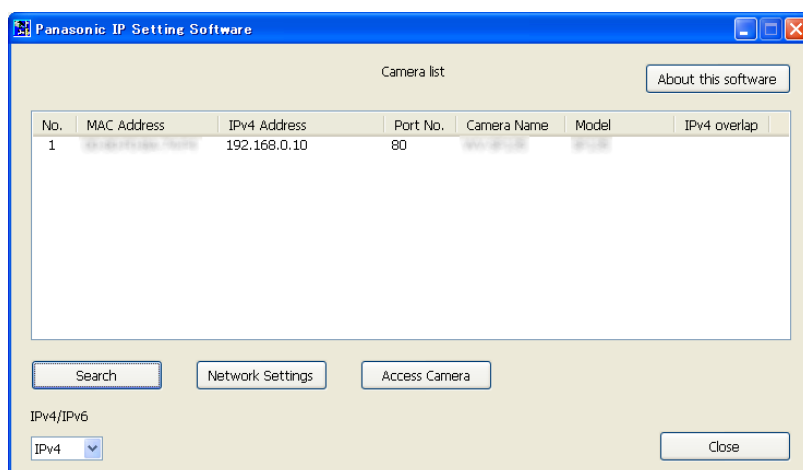 Panasonic IP Setting Software
Camera list
About this software
No. MAC Address IPv4 Address Port No. Camera Name Model IPv4 overlap
1 192.168.0.10 80
Search Network Settings Access Camera
IPv4/IPv6
IPv4
Close